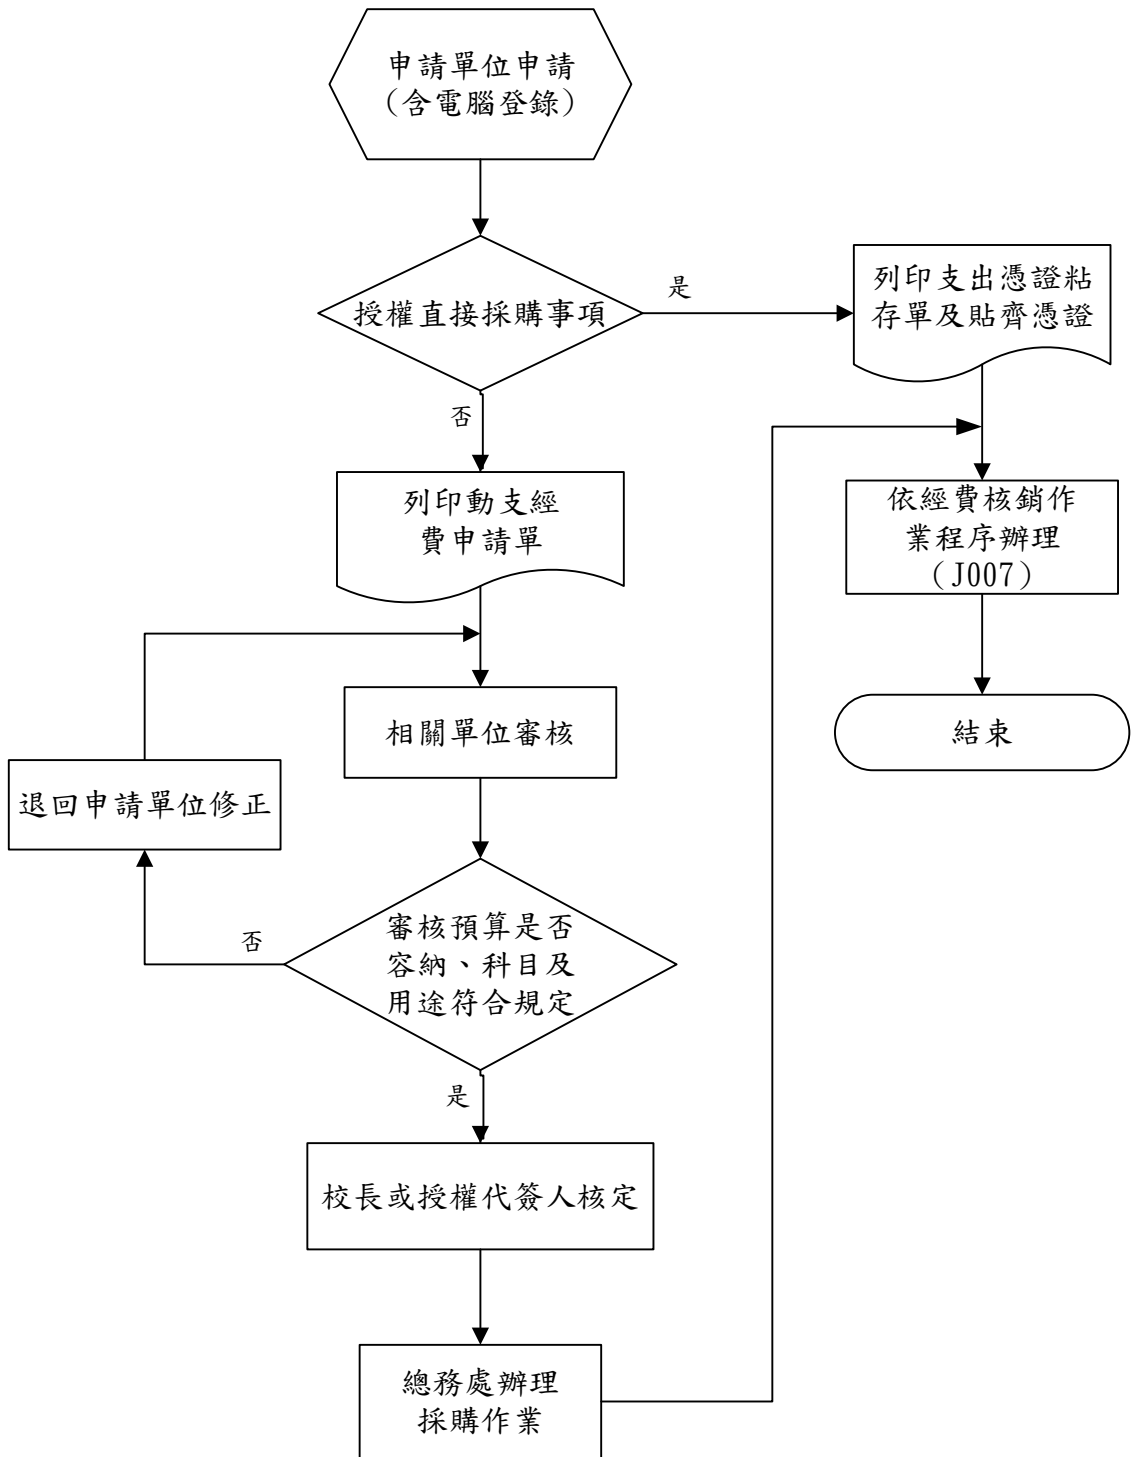 申請單位申請
（含電腦登錄）
授權直接採購事項
是
列印支出憑證粘
存單及貼齊憑證
否
列印動支經
費申請單
依經費核銷作
業程序辦理
（J007）
相關單位審核
結束
退回申請單位修正
否
審核預算是否
容納、科目及
用途符合規定
是
校長或授權代簽人核定
總務處辦理
採購作業